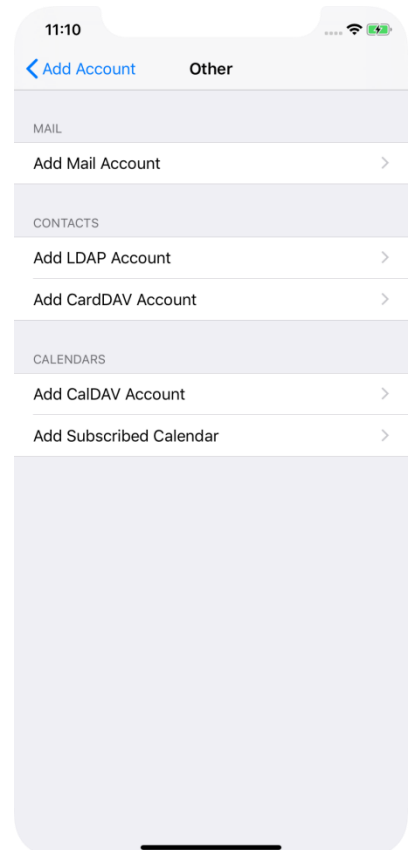 11:10
Add Account Other
MAIL
Add Mail Account
CONTACTS
Add LDAP Account
Add CardDAV Account
CALENDARS
Add CalDAV Account
Add Subscribed Calendar